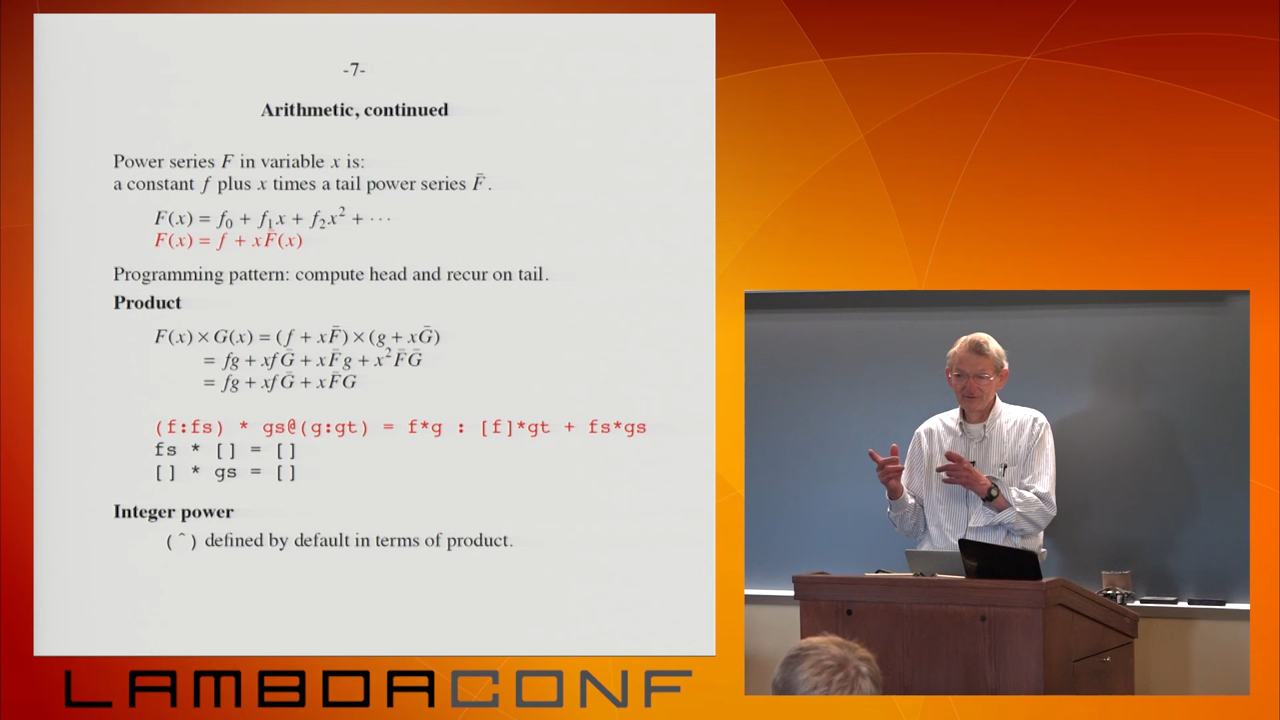 -7-
Arithmetic, continued
Power series F in variable x is:
a constant f plus x times a tail power series F̄.
F(x) = f₀ + f₁x + f₂x² + ⋯
F(x) = f + xF̄(x)
Programming pattern: compute head and recur on tail.
Product
F(x) × G(x) = (f + xF̄) × (g + xḠ)
= fg + xfḠ + xF̄g + x²F̄Ḡ
= fg + xfḠ + xF̄G
(f:fs) * gs@(g:gt) = f*g : [f]*gt + fs*gs
fs * [] = []
[] * gs = []
Integer power
(^) defined by default in terms of product.
LAMBDACONF